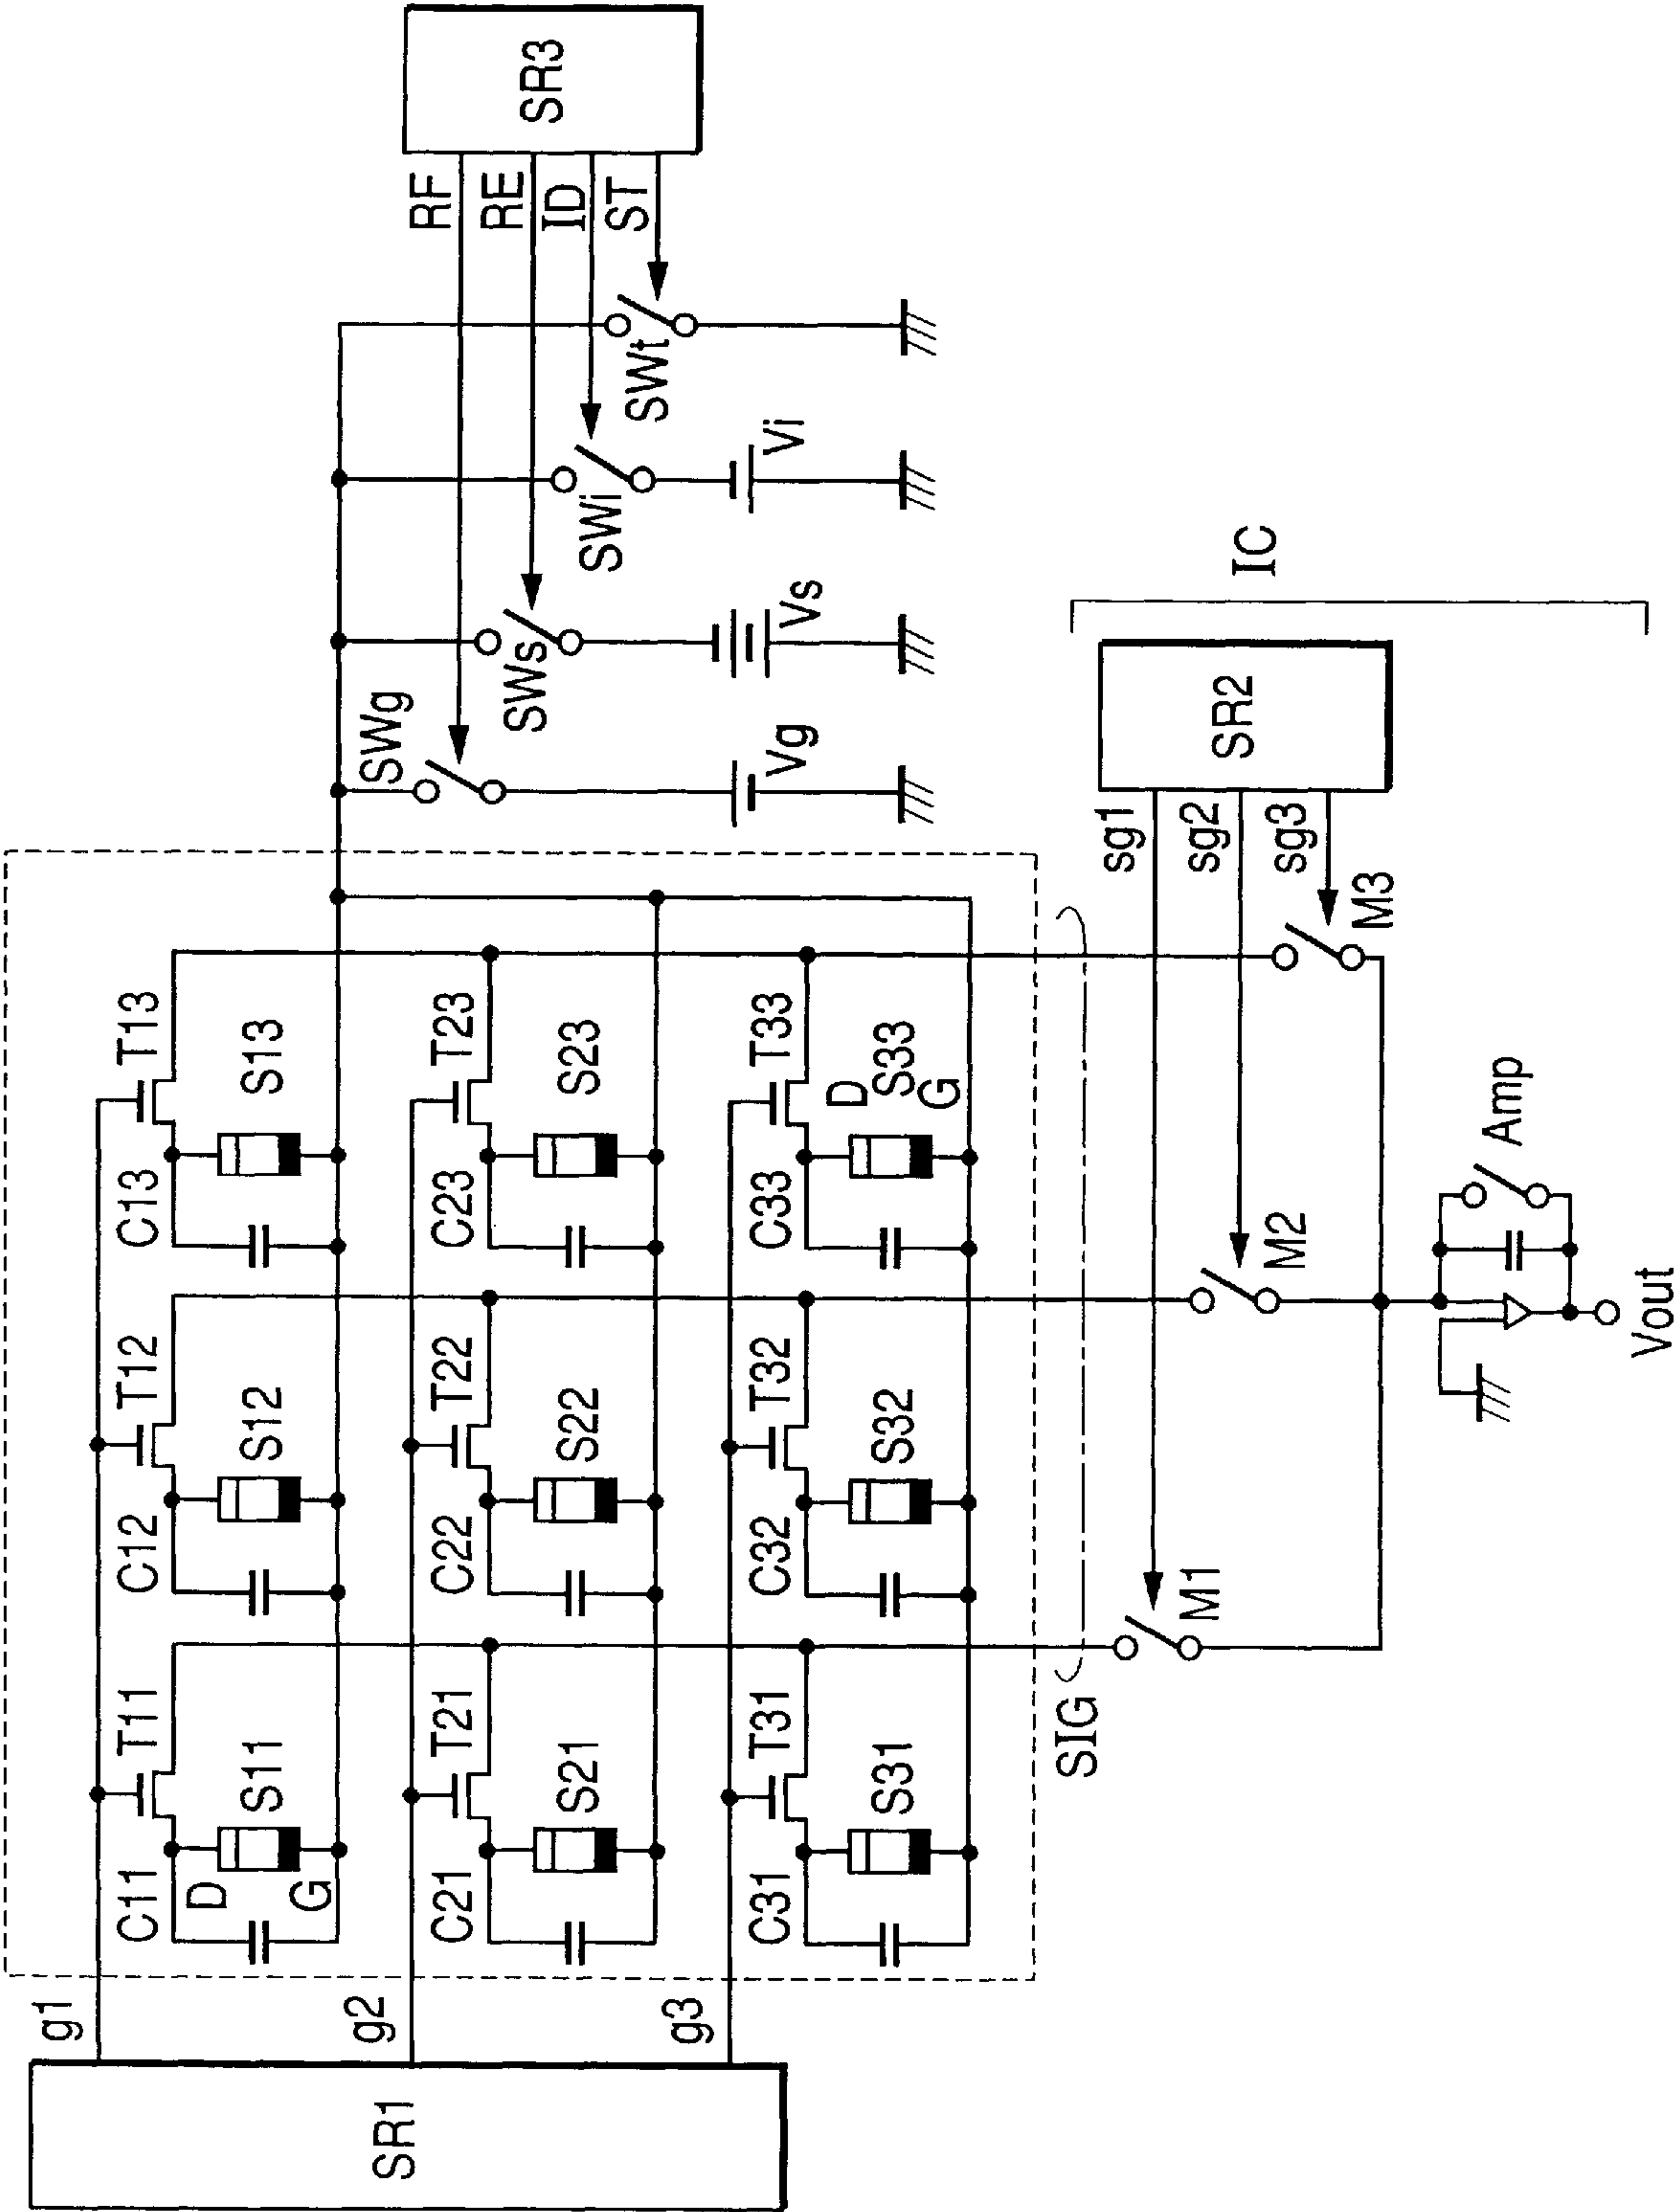 SR1
g1
g2
g3
C11
T11
C12
T12
C13
T13
D
S11
G
S12
S13
C21
T21
C22
T22
C23
T23
S21
S22
S23
C31
T31
C32
T32
C33
T33
S31
S32
D
S33
G
SWg
SWs
SWi
SWt
Vg
Vs
Vi
RF
RE
ID
ST
SR3
SIG
sg1
sg2
sg3
SR2
IC
M1
M2
M3
Amp
Vout